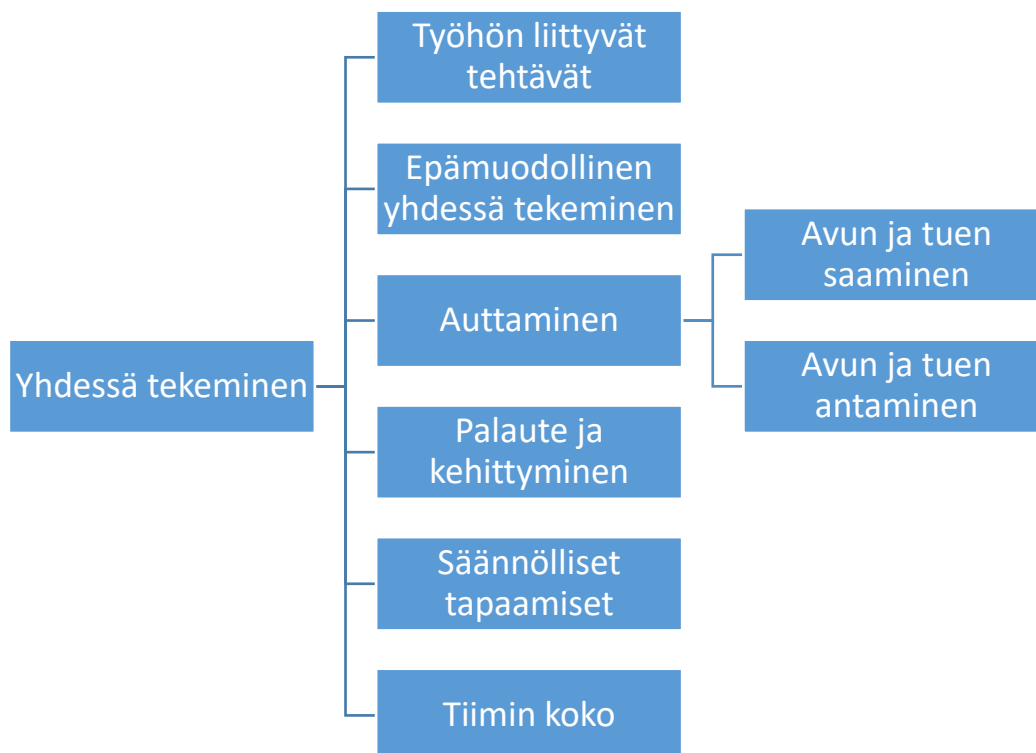 Yhdessä tekeminen
Työhön liittyvät
tehtävät
Epämuodollinen
yhdessä tekeminen
Auttaminen
Avun ja tuen
saaminen
Avun ja tuen
antaminen
Palaute ja
kehittyminen
Säännölliset
tapaamiset
Tiimin koko